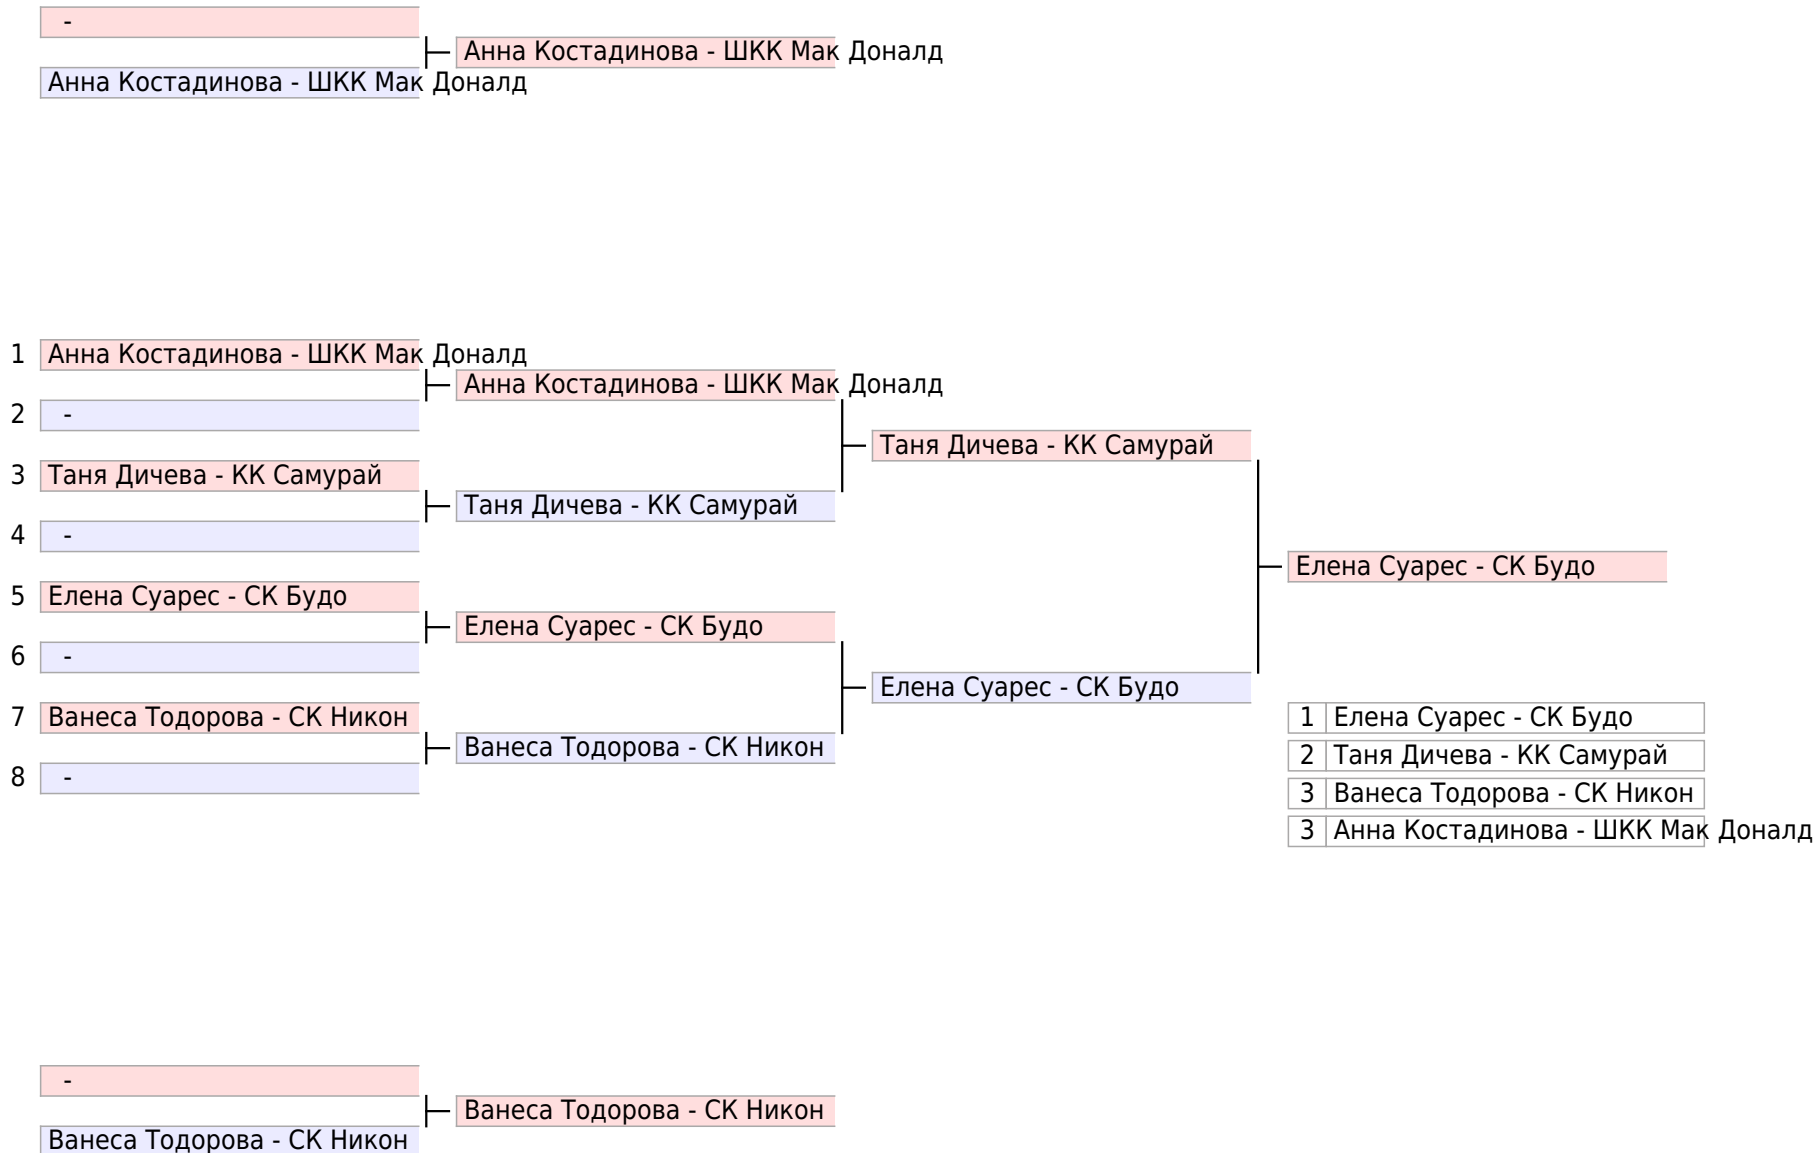 -
Анна Костадинова - ШКК Мак Доналд
Анна Костадинова - ШКК Мак Доналд
1 Анна Костадинова - ШКК Мак Доналд
Анна Костадинова - ШКК Мак Доналд
2 -
Таня Дичева - КК Самурай
3 Таня Дичева - КК Самурай
Таня Дичева - КК Самурай
4 -
Елена Суарес - СК Будо
5 Елена Суарес - СК Будо
Елена Суарес - СК Будо
6 -
Елена Суарес - СК Будо
7 Ванеса Тодорова - СК Никон
Ванеса Тодорова - СК Никон
8 -
1 Елена Суарес - СК Будо
2 Таня Дичева - КК Самурай
3 Ванеса Тодорова - СК Никон
3 Анна Костадинова - ШКК Мак Доналд
-
Ванеса Тодорова - СК Никон
Ванеса Тодорова - СК Никон